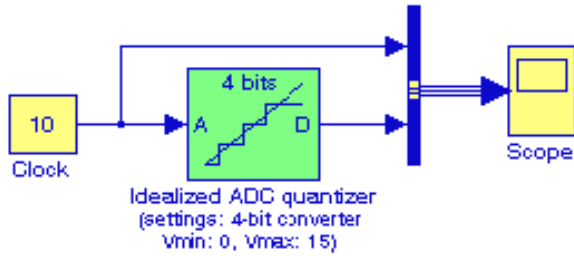 4 bits
A
D
10
Clock
Scope
Idealized ADC quantizer
(settings: 4-bit converter
Vmin: 0, Vmax: 15)